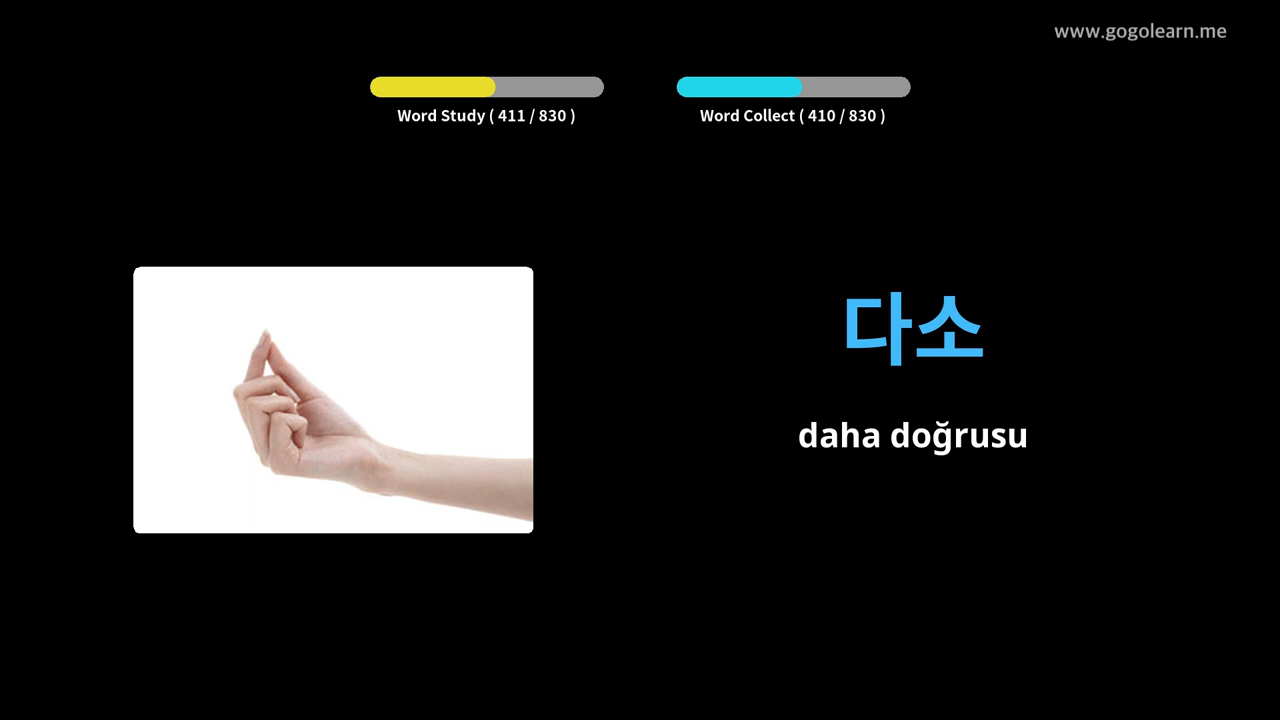 www.gogolearn.me
Word Study ( 411 / 830 )
Word Collect ( 410 / 830 )
다소
daha doğrusu